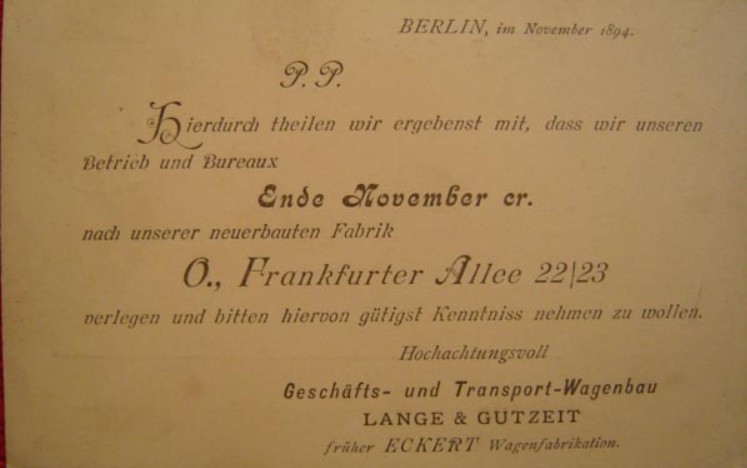 BERLIN, im November 1894.
P. P.
Hierdurch theilen wir ergebenst mit, dass wir unseren
Betrieb und Bureaux
Ende November cr.
nach unserer neuerbauten Fabrik
O., Frankfurter Allee 22|23
verlegen und bitten hiervon gütigst Kenntniss nehmen zu wollen.
Hochachtungsvoll
Geschäfts- und Transport-Wagenbau
LANGE & GUTZEIT
früher ECKERT Wagenfabrikation.